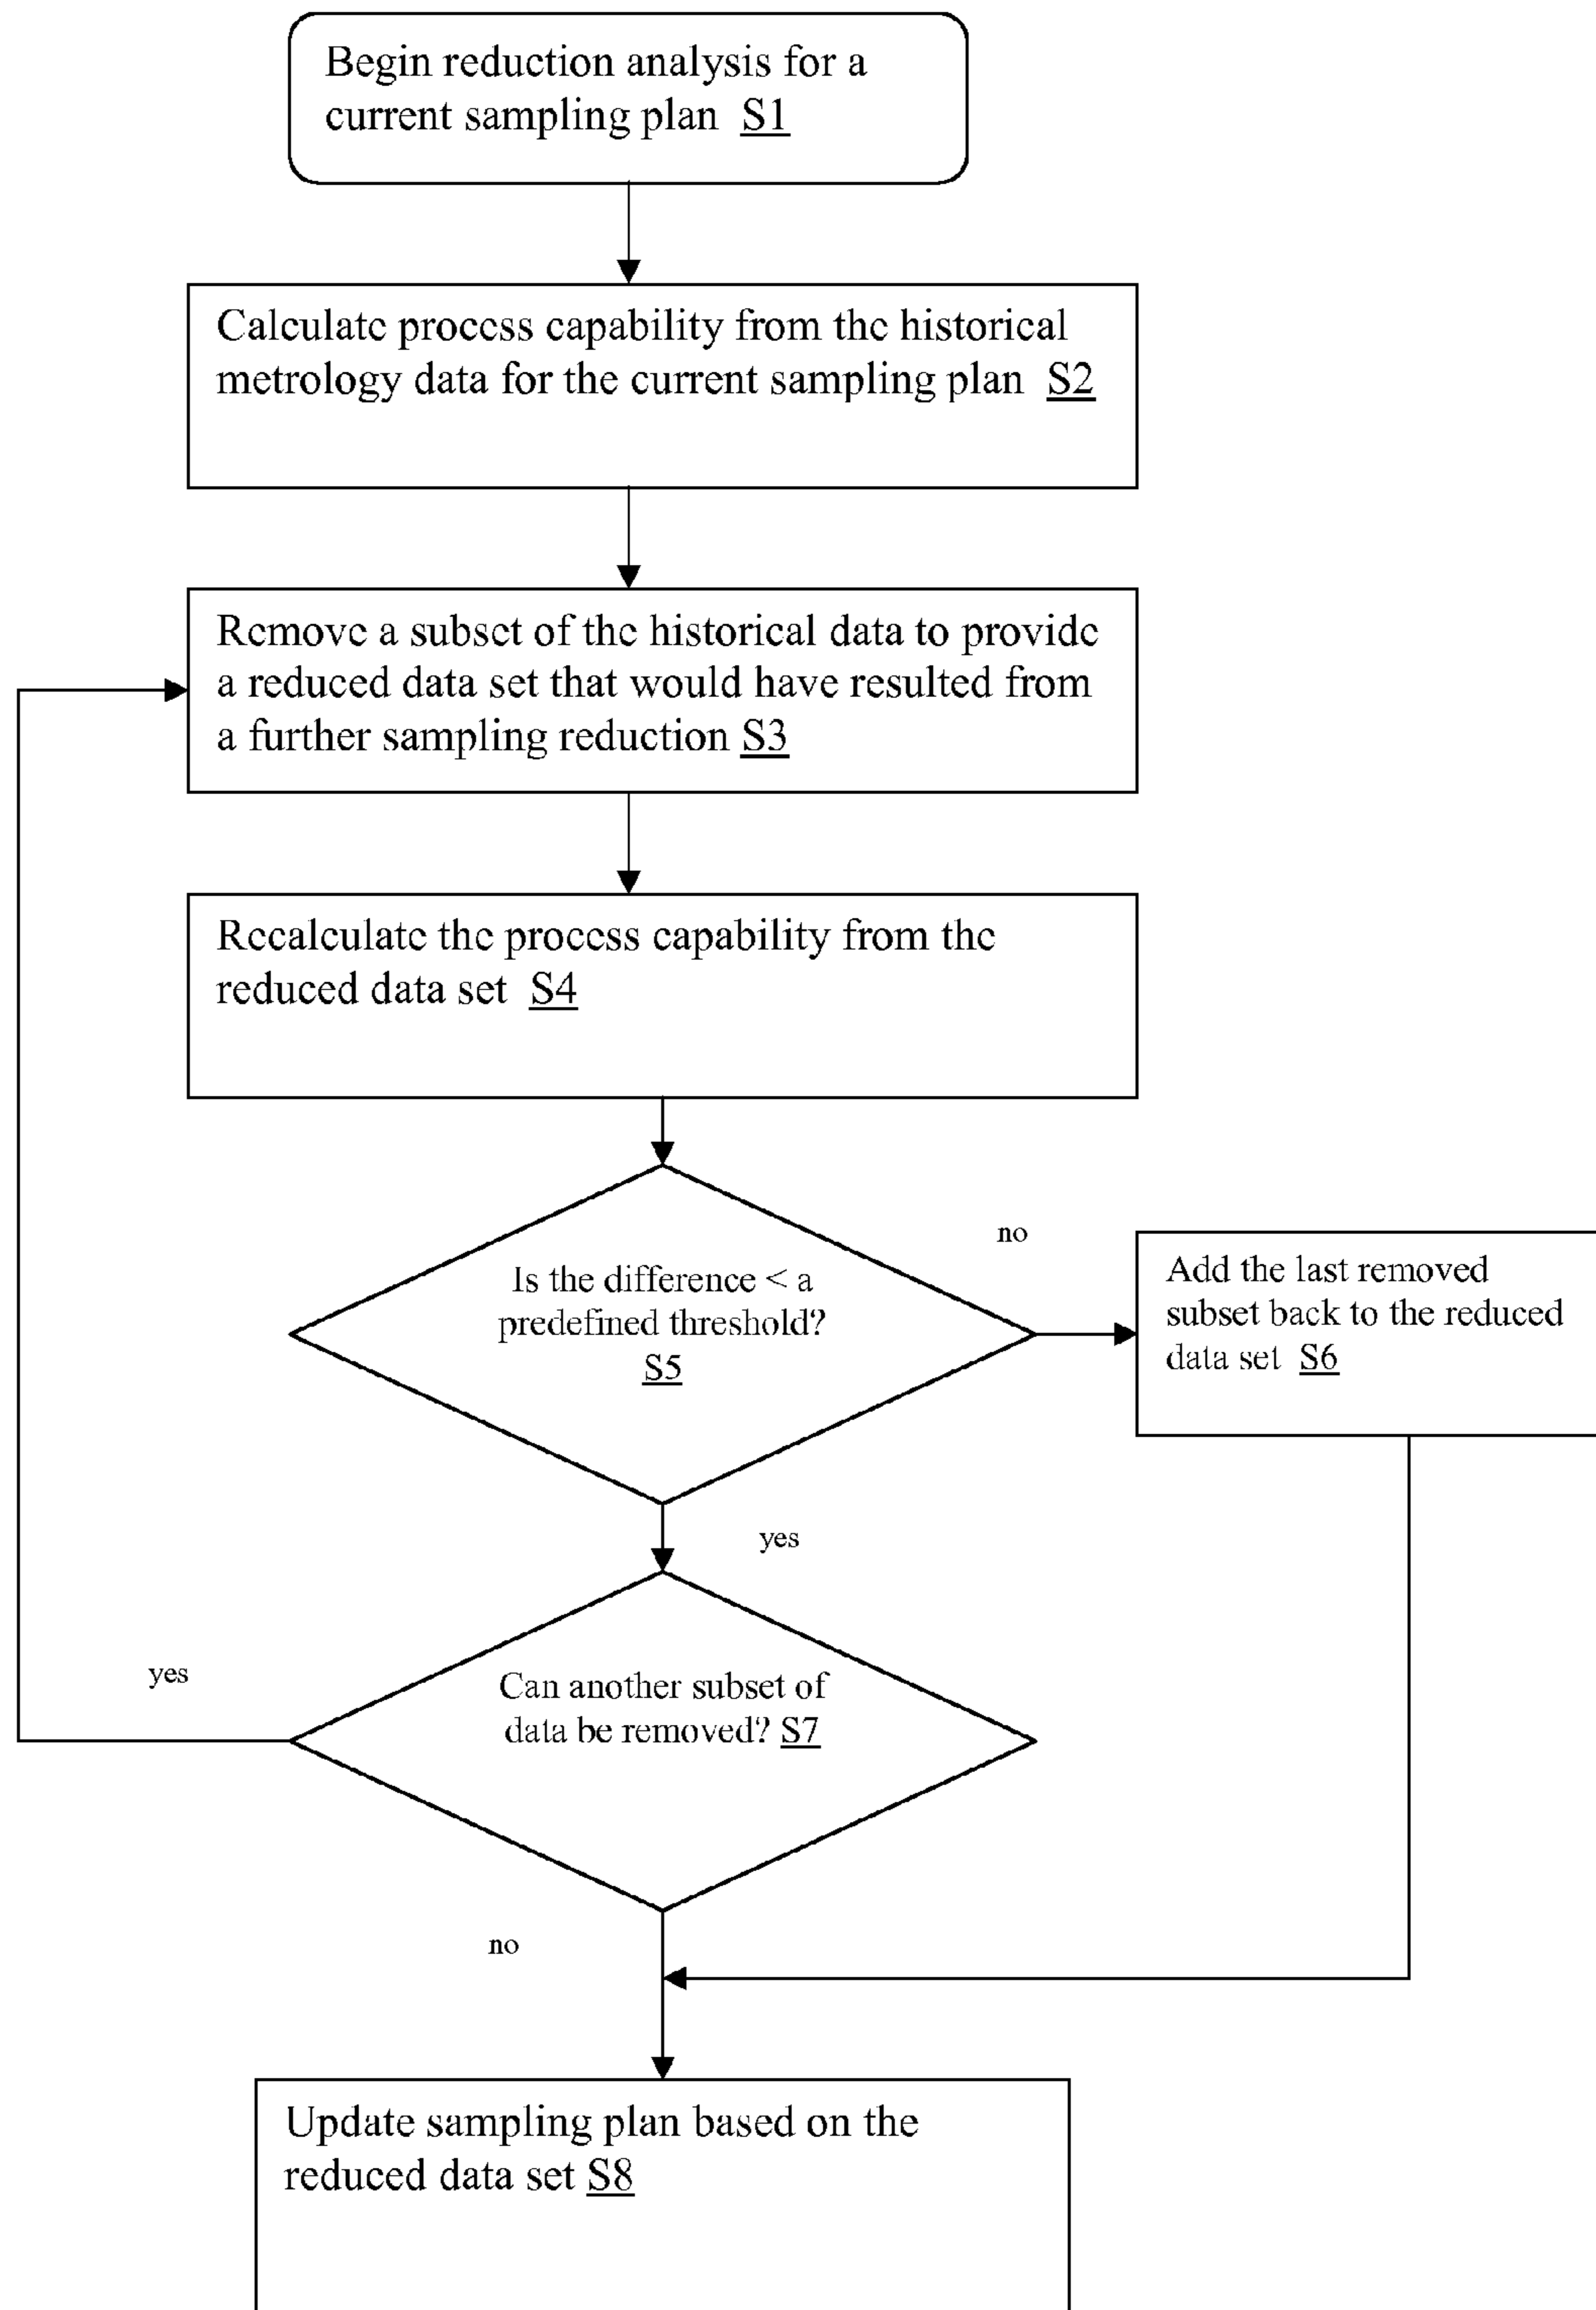 Begin reduction analysis for a
current sampling plan S1
Calculate process capability from the historical
metrology data for the current sampling plan S2
Remove a subset of the historical data to provide
a reduced data set that would have resulted from
a further sampling reduction S3
Recalculate the process capability from the
reduced data set S4
no
Is the difference < a
predefined threshold?
S5
Add the last removed
subset back to the reduced
data set S6
yes
yes
Can another subset of
data be removed? S7
no
Update sampling plan based on the
reduced data set S8